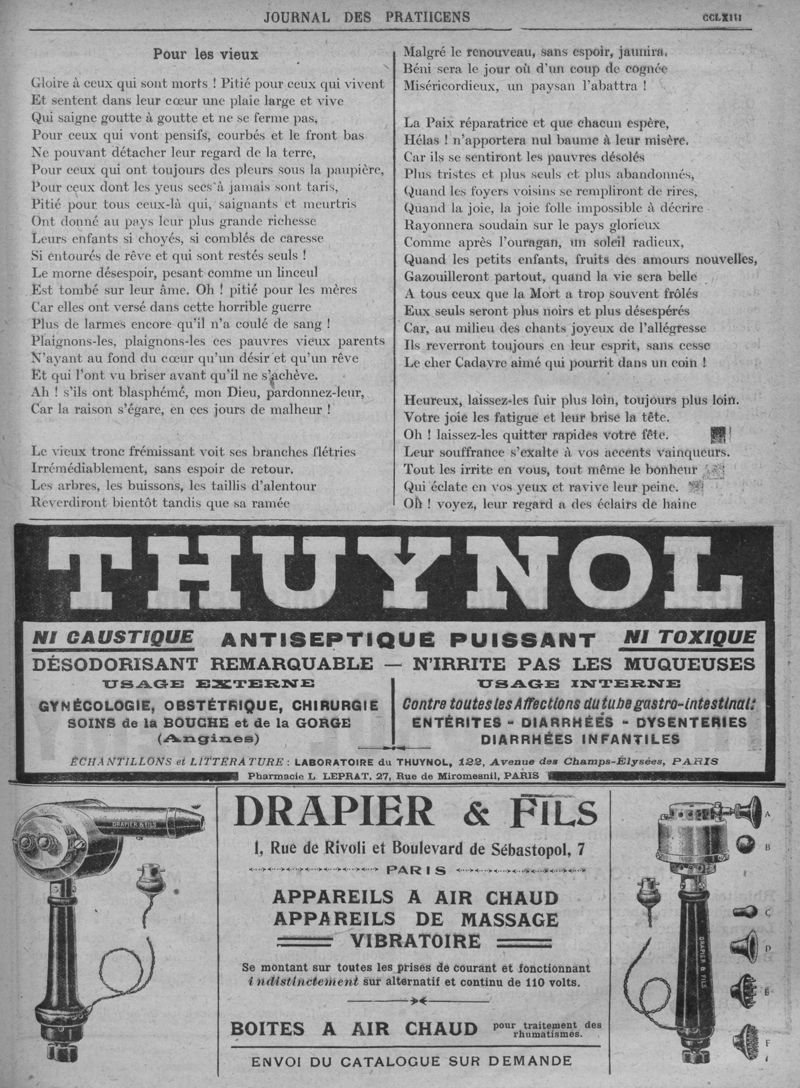 JOURNAL DES PRATIICENS
CCLXIII
Pour les vieux
Gloire à ceux qui sont morts ! Pitié pour ceux qui vivent
Et sentent dans leur cœur une plaie large et vive
Qui saigne goutte à goutte et ne se ferme pas,
Pour ceux qui vont pensifs, courbés et le front bas
Ne pouvant détacher leur regard de la terre,
Pour ceux qui ont toujours des pleurs sous la paupière,
Pour ceux dont les yeus secs à jamais sont taris,
Pitié pour tous ceux-là qui, saignants et meurtris
Ont donné au pays leur plus grande richesse
Leurs enfants si choyés, si comblés de caresse
Si entourés de rêve et qui sont restés seuls !
Le morne désespoir, pesant comme un linceul
Est tombé sur leur âme. Oh ! pitié pour les mères
Car elles ont versé dans cette horrible guerre
Plus de larmes encore qu'il n'a coulé de sang !
Plaignons-les, plaignons-les ces pauvres vieux parents
N'ayant au fond du cœur qu'un désir et qu'un rêve
Et qui l'ont vu briser avant qu'il ne s'achève.
Ah ! s'ils ont blasphémé, mon Dieu, pardonnez-leur,
Car la raison s'égare, en ces jours de malheur !
Le vieux tronc frémissant voit ses branches flétries
Irrémédiablement, sans espoir de retour.
Les arbres, les buissons, les taillis d'alentour
Reverdiront bientôt tandis que sa ramée
Malgré le renouveau, sans espoir, jaunira.
Béni sera le jour où d'un coup de cognée
Miséricordieux, un paysan l'abattra !
La Paix réparatrice et que chacun espère,
Hélas ! n'apportera nul baume à leur misère.
Car ils se sentiront les pauvres désolés
Plus tristes et plus seuls et plus abandonnés,
Quand les foyers voisins se rempliront de rires,
Quand la joie, la joie folle impossible à décrire
Rayonnera soudain sur le pays glorieux
Comme après l'ouragan, un soleil radieux,
Quand les petits enfants, fruits des amours nouvelles,
Gazouilleront partout, quand la vie sera belle
A tous ceux que la Mort a trop souvent frôlés
Eux seuls seront plus noirs et plus désespérés
Car, au milieu des chants joyeux de l'allégresse
Ils reverront toujours en leur esprit, sans cesse
Le cher Cadavre aimé qui pourrit dans un coin !
Heureux, laissez-les fuir plus loin, toujours plus loin.
Votre joie les fatigue et leur brise la tête.
Oh ! laissez-les quitter rapides votre fête.
Leur souffrance s'exalte à vos accents vainqueurs.
Tout les irrite en vous, tout même le bonheur
Qui éclate en vos yeux et ravive leur peine.
Oh ! voyez, leur regard a des éclairs de haine
THUYNOL
NI CAUSTIQUE ANTISEPTIQUE PUISSANT NI TOXIQUE
DÉSODORISANT REMARQUABLE — N'IRRITE PAS LES MUQUEUSES
USAGE EXTERNE
GYNÉCOLOGIE, OBSTÉTRIQUE, CHIRURGIE
SOINS de la BOUCHE et de la GORGE
(Angines)
USAGE INTERNE
Contre toutes les Affections du tube gastro-intestinal:
ENTÉRITES - DIARRHÉES - DYSENTERIES
DIARRHÉES INFANTILES
ÉCHANTILLONS et LITTÉRATURE : LABORATOIRE du THUYNOL, 122, Avenue des Champs-Élysées, PARIS
Pharmacie L. LEPRAT, 27, Rue de Miromesnil, PARIS
DRAPIER & FILS
DRAPIER & FILS
1, Rue de Rivoli et Boulevard de Sébastopol, 7
PARIS
APPAREILS A AIR CHAUD
APPAREILS DE MASSAGE
VIBRATOIRE
Se montant sur toutes les prises de courant et fonctionnant
indistinctement sur alternatif et continu de 110 volts.
BOITES A AIR CHAUD pour traitement des
rhumatismes.
ENVOI DU CATALOGUE SUR DEMANDE
DRAPIER & FILS
A
B
C
D
E
F